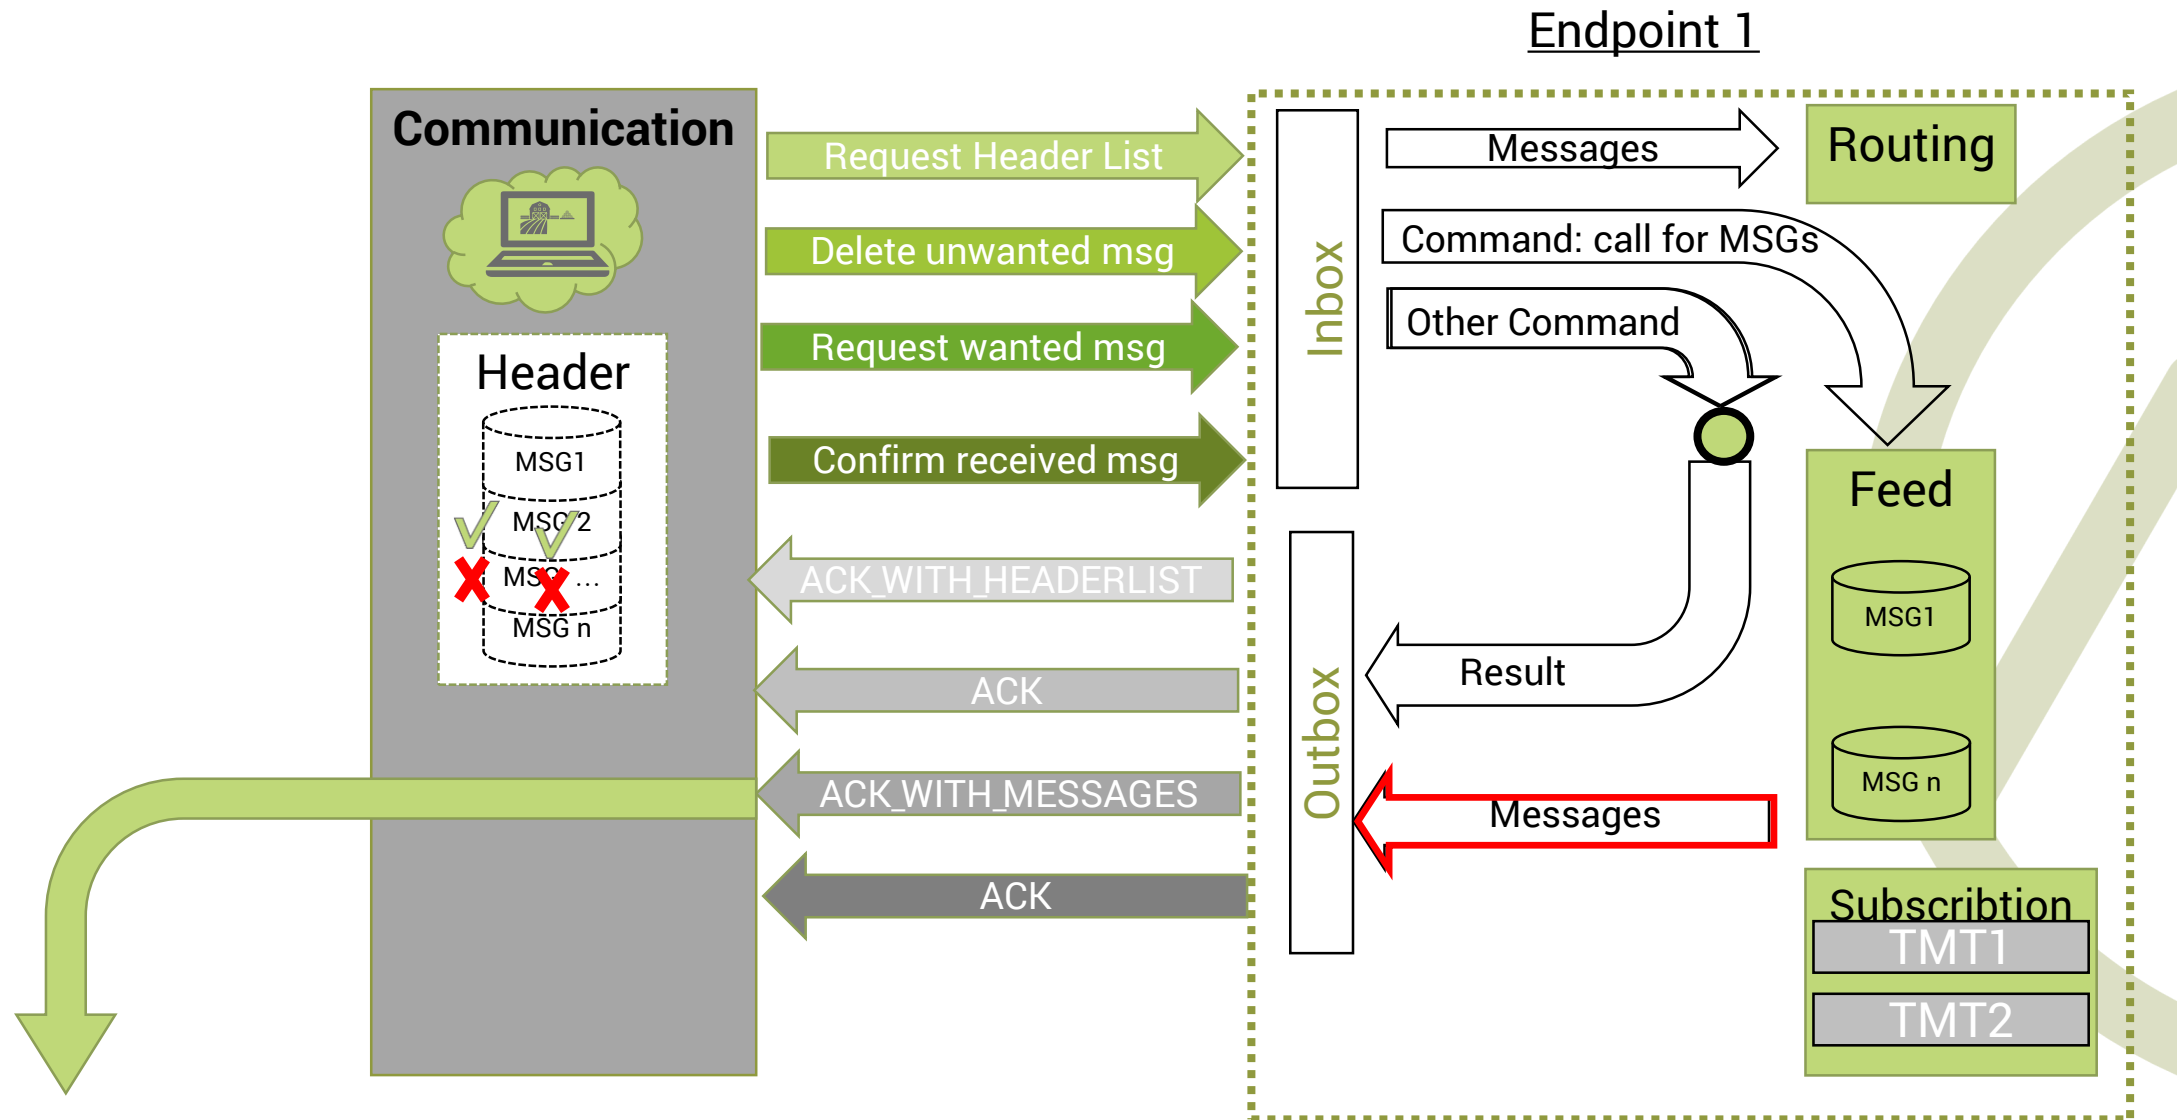 Endpoint 1
Communication
Header
MSG1
MSG 2
MSG ...
MSG n
Request Header List
Delete unwanted msg
Request wanted msg
Confirm received msg
ACK_WITH_HEADERLIST
ACK
ACK_WITH_MESSAGES
ACK
Inbox
Outbox
Messages
Command: call for MSGs
Other Command
Result
Messages
Routing
Feed
MSG1
MSG n
Subscribtion
TMT1
TMT2